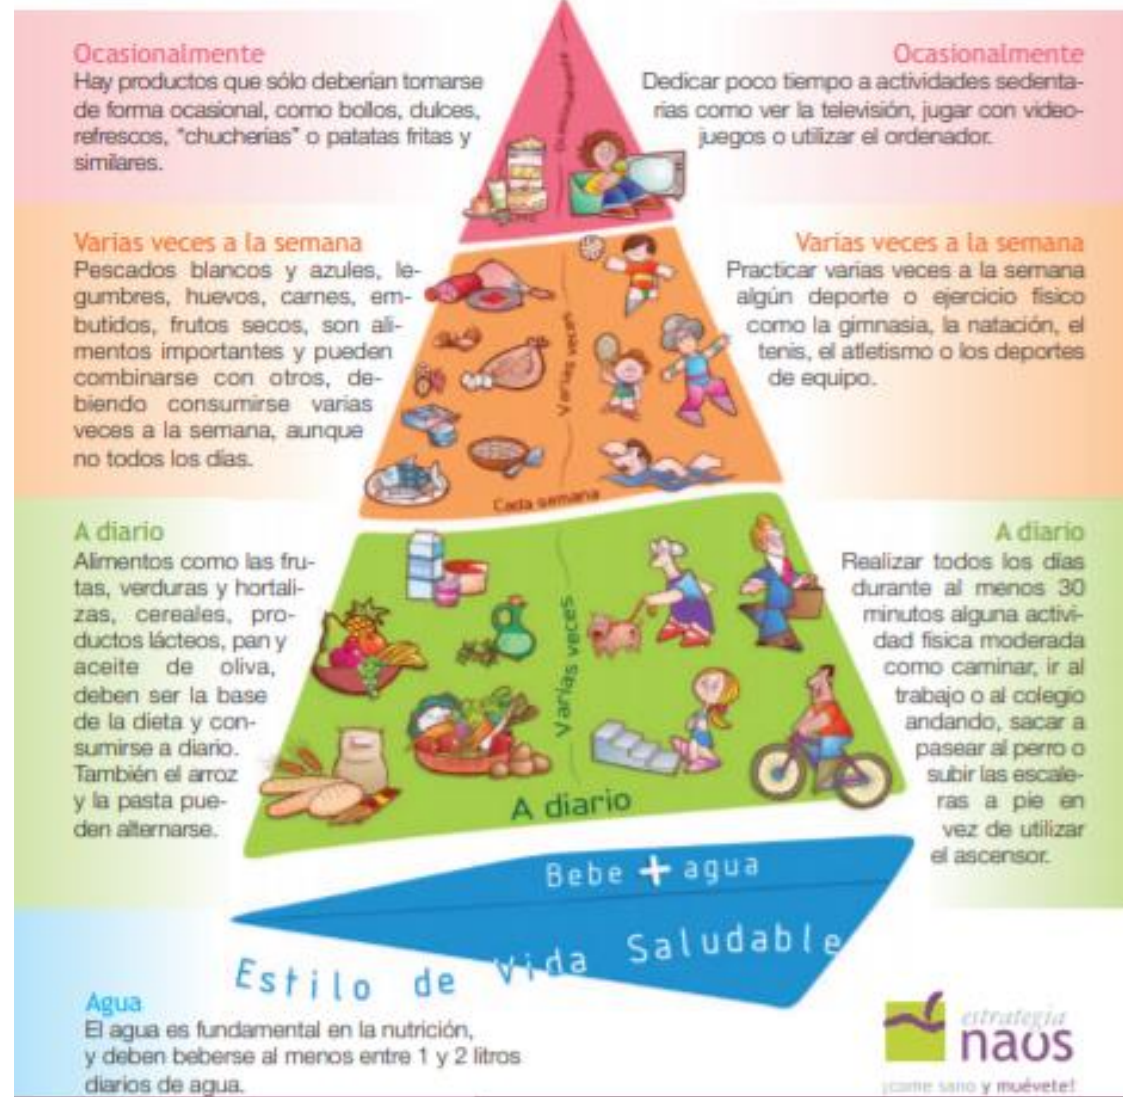 Ocasionalmente
Hay productos que sólo deberían tomarse
de forma ocasional, como bollos, dulces,
refrescos, "chucherías" o patatas fritas y
similares.
Ocasionalmente
Dedicar poco tiempo a actividades sedenta-
rias como ver la televisión, jugar con video-
juegos o utilizar el ordenador.
Varias veces a la semana
Pescados blancos y azules, le-
gumbres, huevos, carnes, em-
butidos, frutos secos, son ali-
mentos importantes y pueden
combinarse con otros, de-
biendo consumirse varias
veces a la semana, aunque
no todos los días.
Varias veces
Cada semana
Varias veces a la semana
Practicar varias veces a la semana
algún deporte o ejercicio físico
como la gimnasia, la natación, el
tenis, el atletismo o los deportes
de equipo.
A diario
Alimentos como las fru-
tas, verduras y hortali-
zas, cereales, pro-
ductos lácteos, pan y
aceite de oliva,
deben ser la base
de la dieta y con-
sumirse a diario.
También el arroz
y la pasta pue-
den alternarse.
Varias veces
A diario
A diario
Realizar todos los días
durante al menos 30
minutos alguna activi-
dad física moderada
como caminar, ir al
trabajo o al colegio
andando, sacar a
pasear al perro o
subir las escale-
ras a pie en
vez de utilizar
el ascensor.
Bebe + agua
Estilo de Vida Saludable
Agua
El agua es fundamental en la nutrición,
y deben beberse al menos entre 1 y 2 litros
diarios de agua.
estrategia
naos
¡come sano y muévete!